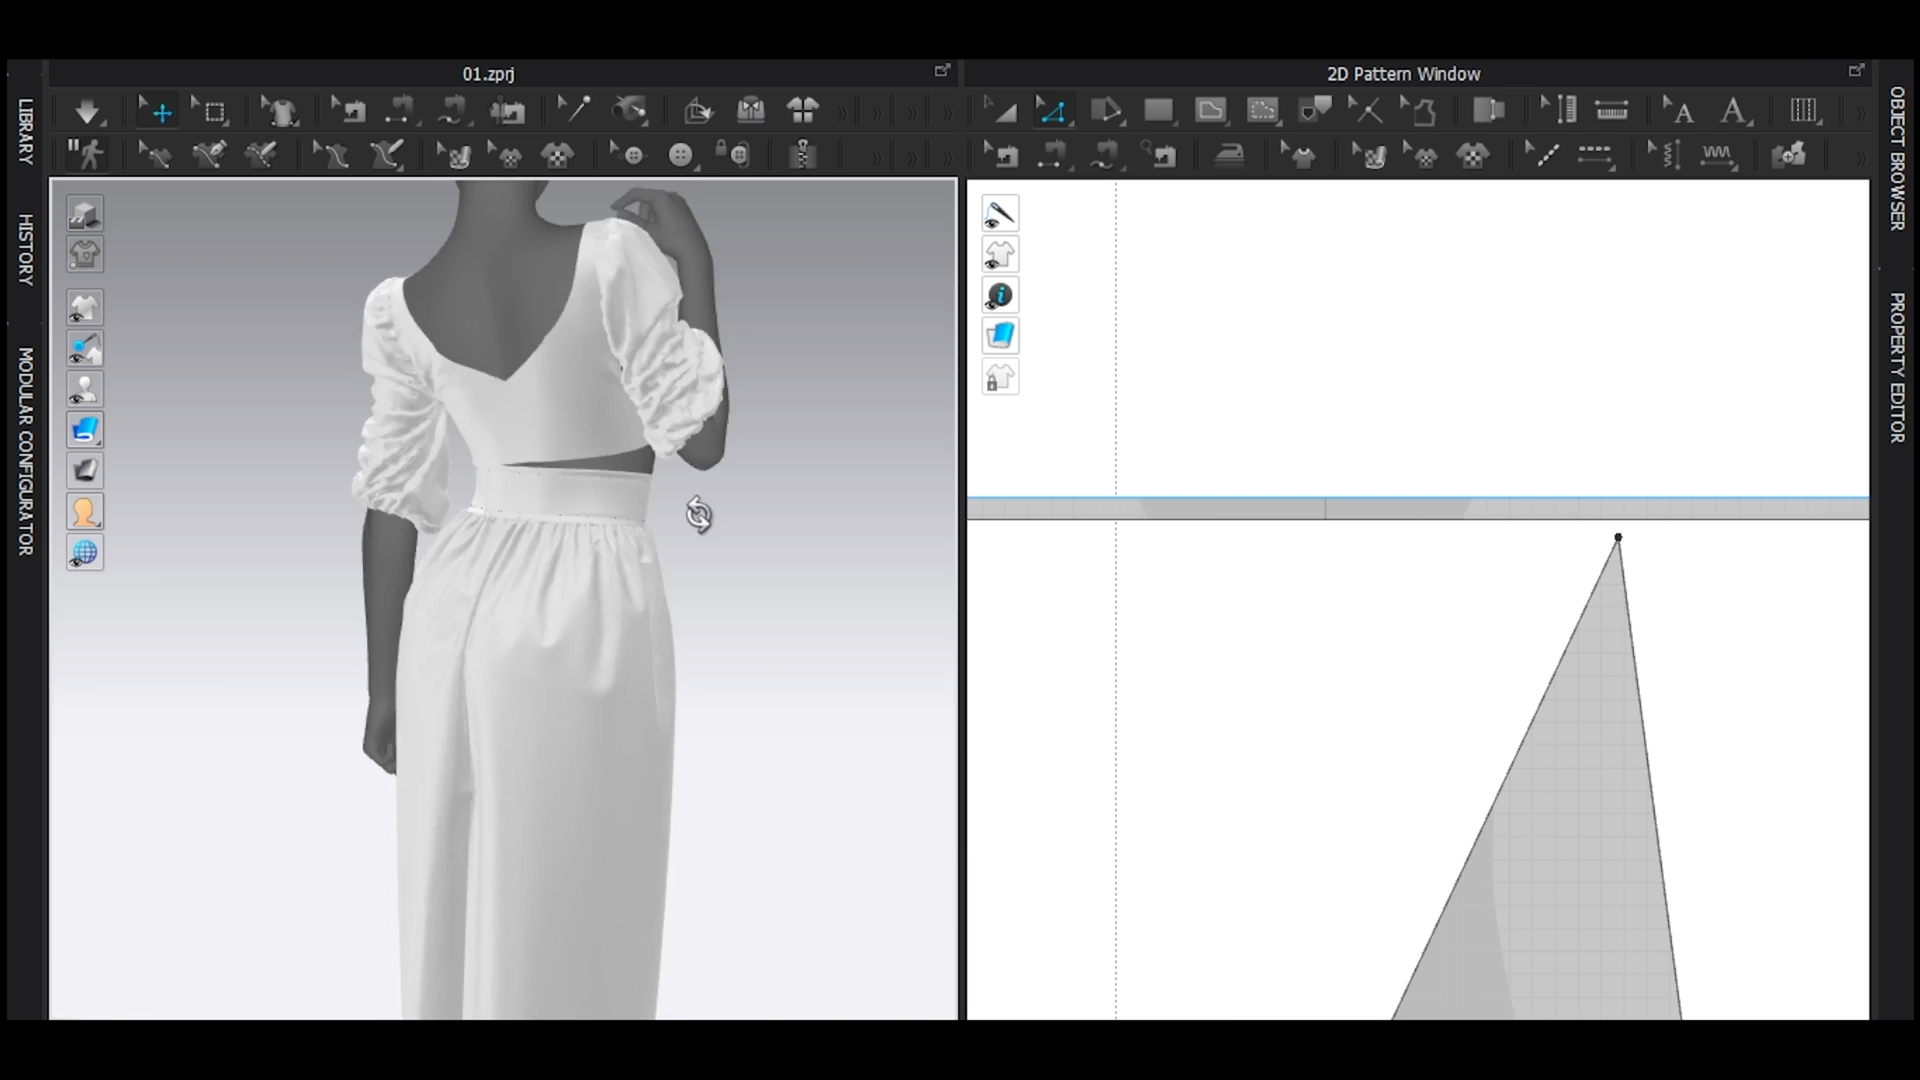 01.zprj
2D Pattern Window
LIBRARY
HISTORY
MODULAR CONFIGURATOR
OBJECT BROWSER
PROPERTY EDITOR